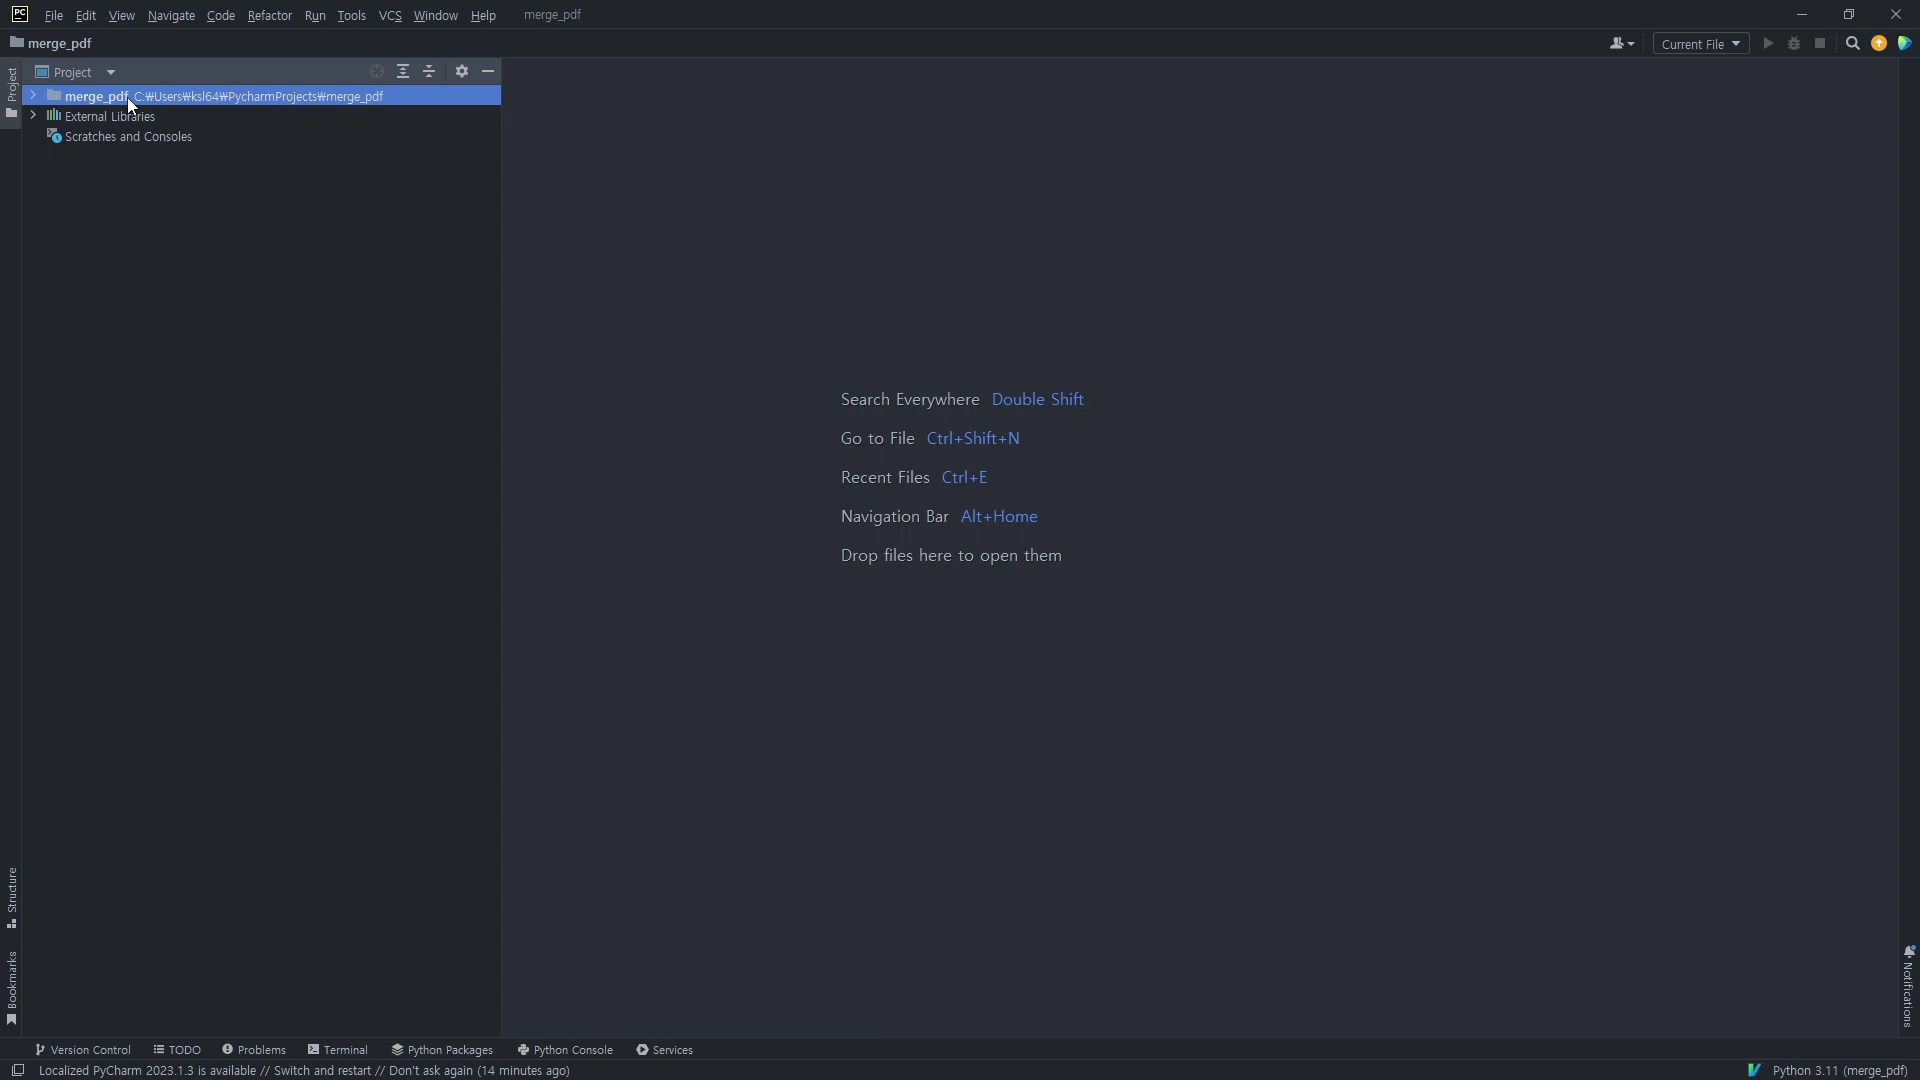 PC File Edit View Navigate Code Refactor Run Tools VCS Window Help merge_pdf
merge_pdf Current File
Project
merge_pdf C:₩Users₩ksl64₩PycharmProjects₩merge_pdf
External Libraries
Scratches and Consoles
Project
Search Everywhere Double Shift
Go to File Ctrl+Shift+N
Recent Files Ctrl+E
Navigation Bar Alt+Home
Drop files here to open them
Structure
Bookmarks
Notifications
Version Control TODO Problems Terminal Python Packages Python Console Services
Localized PyCharm 2023.1.3 is available // Switch and restart // Don't ask again (14 minutes ago) Python 3.11 (merge_pdf)